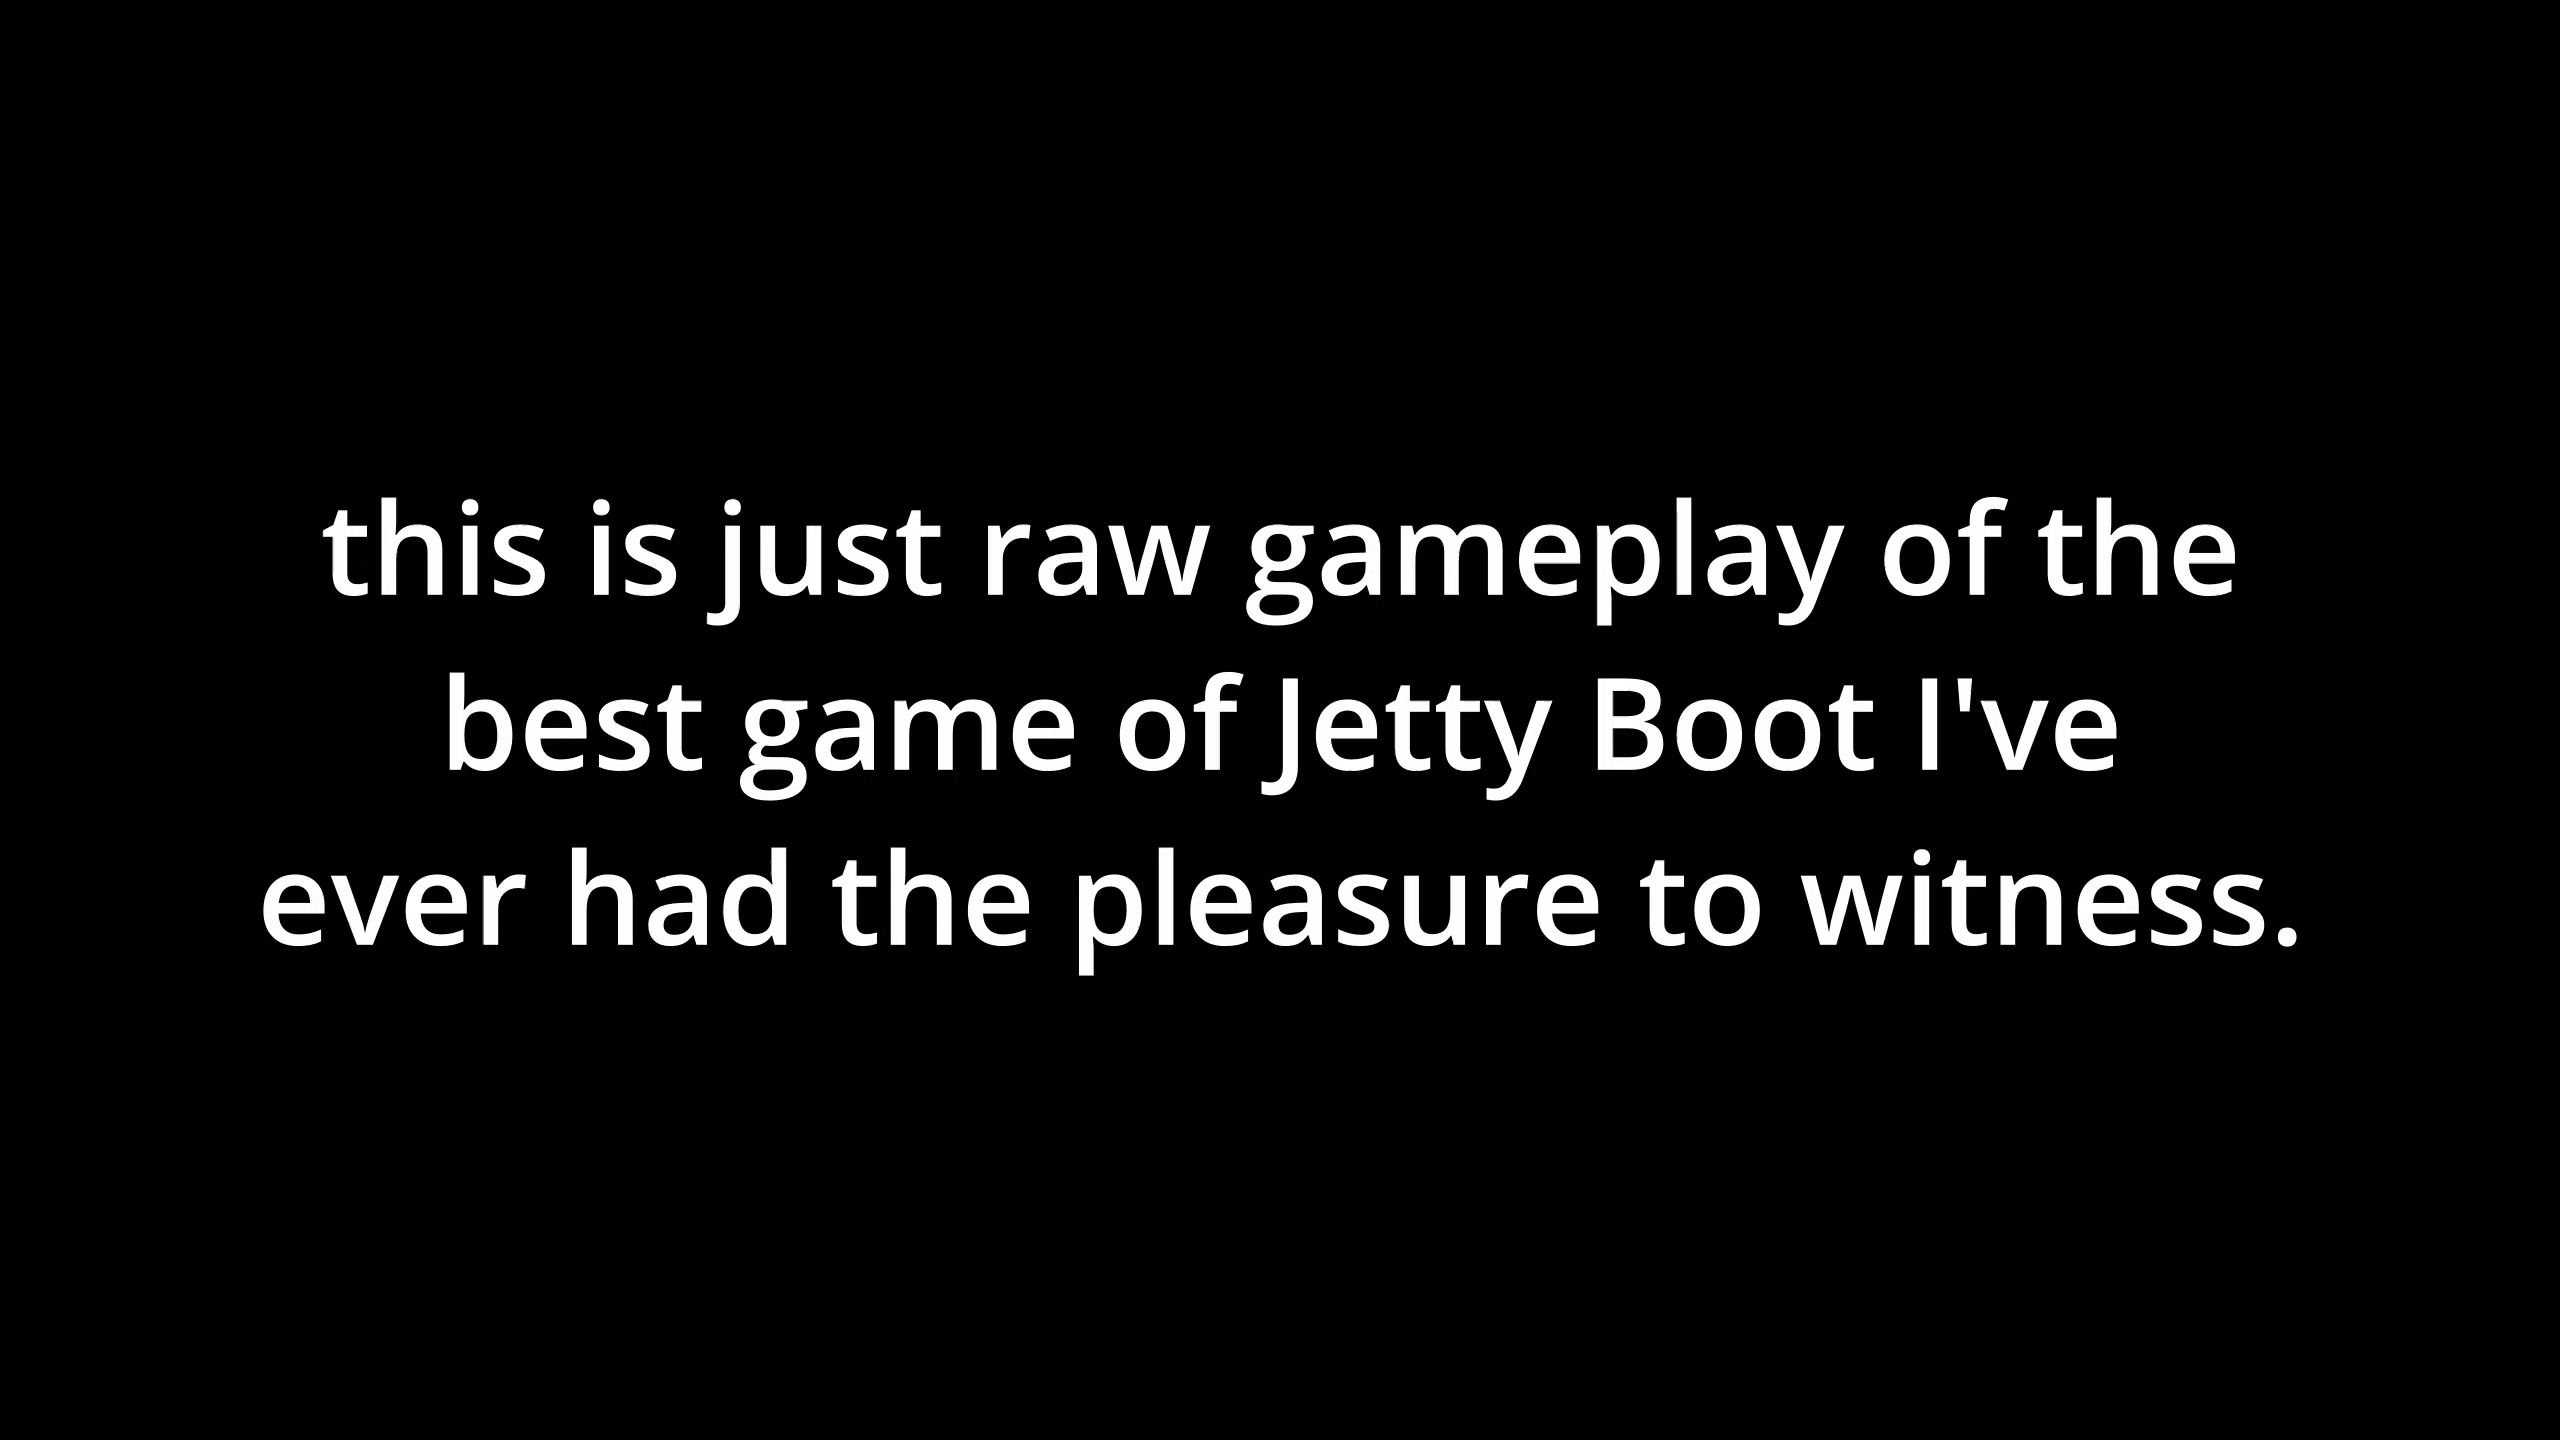 this is just raw gameplay of the
best game of Jetty Boot I've
ever had the pleasure to witness.